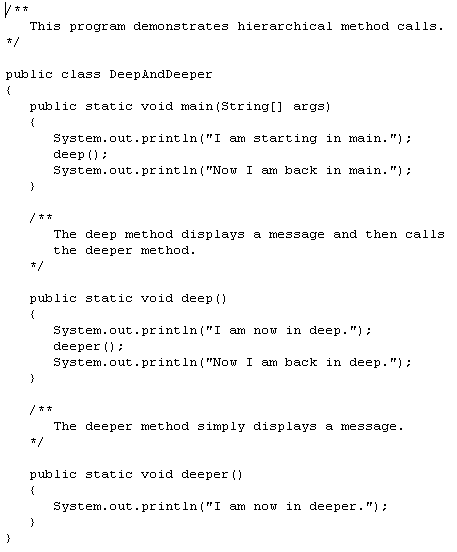 /**
   This program demonstrates hierarchical method calls.
*/

public class DeepAndDeeper
{
   public static void main(String[] args)
   {
      System.out.println("I am starting in main.");
      deep();
      System.out.println("Now I am back in main.");
   }

   /**
      The deep method displays a message and then calls
      the deeper method.
   */

   public static void deep()
   {
      System.out.println("I am now in deep.");
      deeper();
      System.out.println("Now I am back in deep.");
   }

   /**
      The deeper method simply displays a message.
   */

   public static void deeper()
   {
      System.out.println("I am now in deeper.");
   }
}